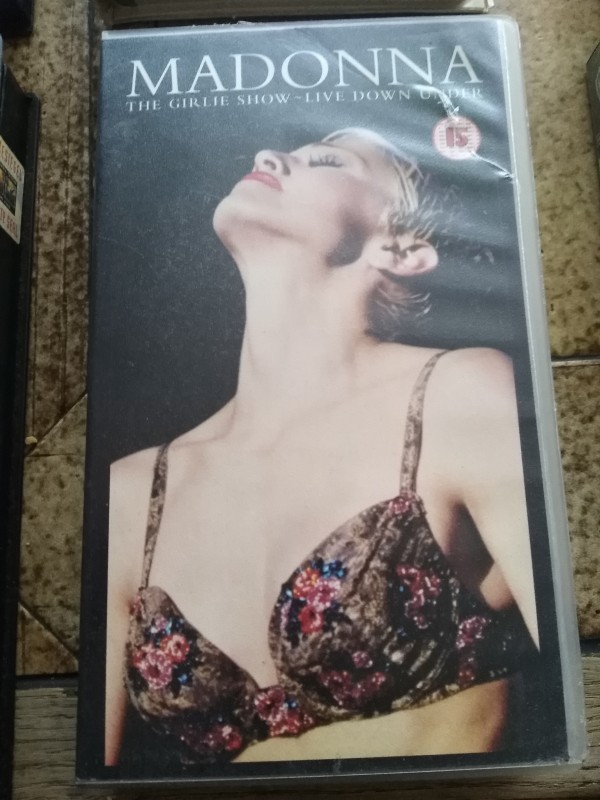 MADONNA
THE GIRLIE SHOW - LIVE DOWN UNDER
15